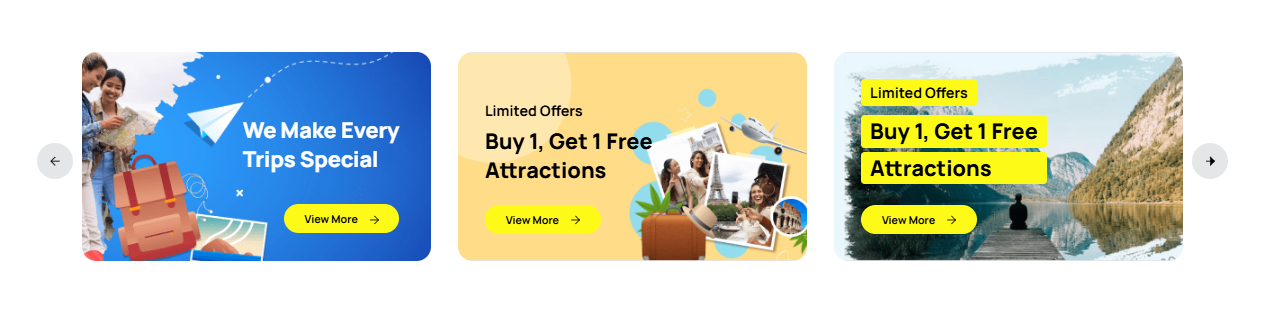 We Make Every
Trips Special
View More
Limited Offers
Buy 1, Get 1 Free
Attractions
View More
Limited Offers
Buy 1, Get 1 Free
Attractions
View More